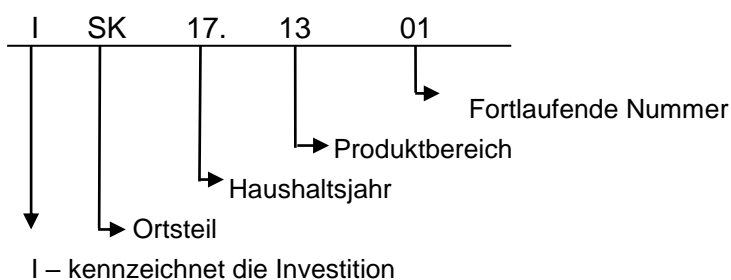 I SK 17. 13 01
Fortlaufende Nummer
Produktbereich
Haushaltsjahr
Ortsteil
I – kennzeichnet die Investition